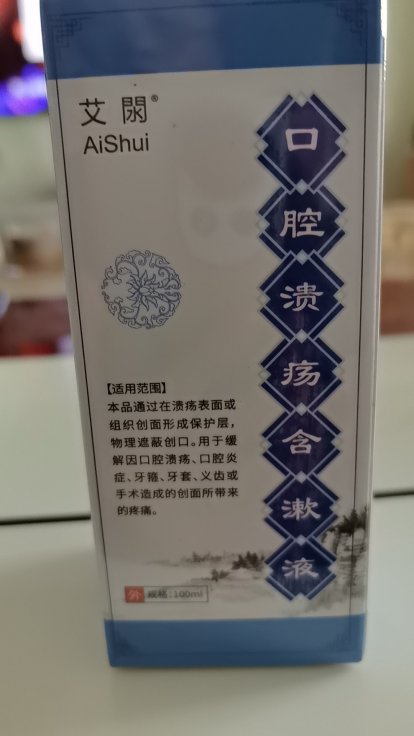 艾閖®
AiShui
口腔溃疡含漱液
【适用范围】
本品通过在溃疡表面或
组织创面形成保护层，
物理遮蔽创口。用于缓
解因口腔溃疡、口腔炎
症、牙箍、牙套、义齿或
手术造成的创面所带来
的疼痛。
外 规格:100ml